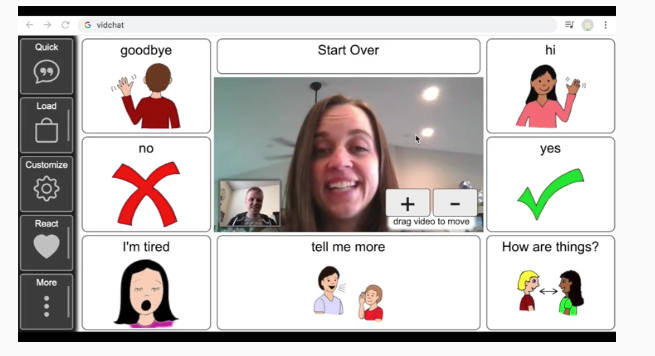 vidchat
Quick
Load
Customize
React
More
goodbye
Start Over
hi
no
yes
+
-
drag video to move
I'm tired
tell me more
How are things?